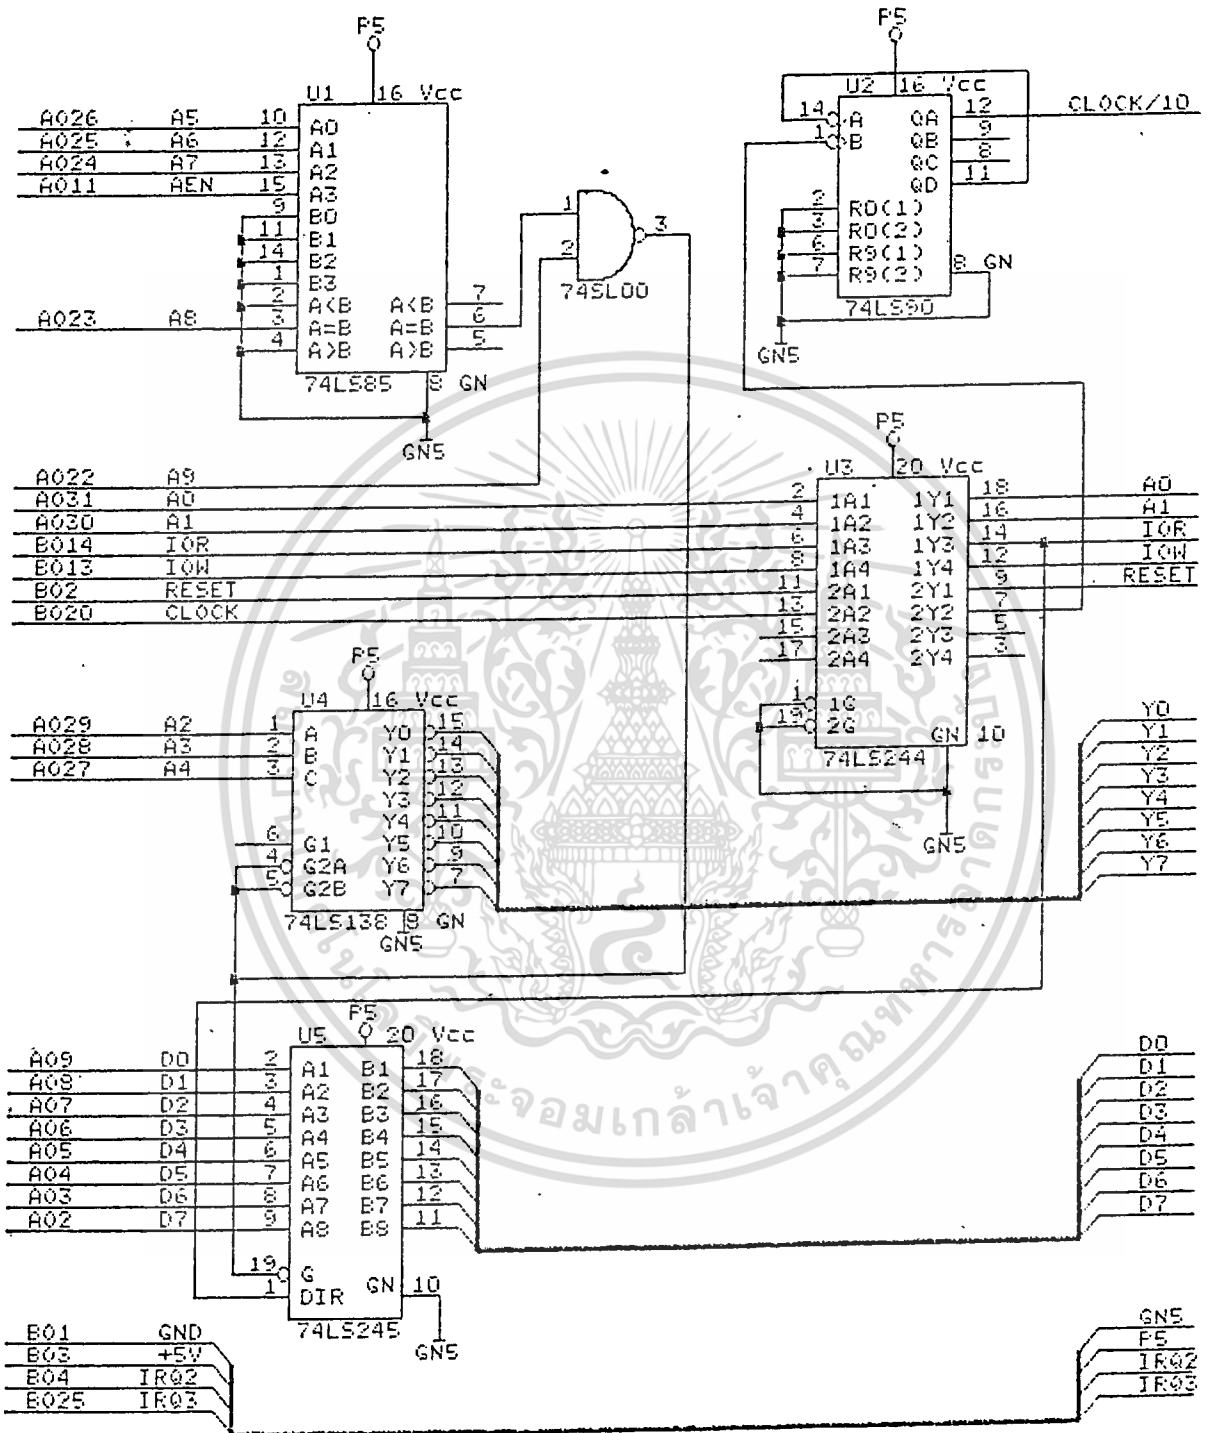 P5
U1 16 Vcc
A026 A5 10 A0
A025 A6 12 A1
A024 A7 13 A2
A011 AEN 15 A3
9 B0
11 B1
14 B2
1 B3
2 A<B A<B 7
A023 A8 3 A=B A=B 6
4 A>B A>B 5
74LS85 8 GN
GN5
1
2
3
74SL00
P5
U2 16 Vcc
14 A QA 12 CLOCK/10
1 B QB 9
QC 8
QD 11
2 R0(1)
3 R0(2)
6 R9(1)
7 R9(2) 8 GN
74LS90
GN5
P5
U3 20 Vcc
A022 A9
A031 A0 2 1A1 1Y1 18 A0
A030 A1 4 1A2 1Y2 16 A1
B014 IOR 6 1A3 1Y3 14 IOR
B013 IOW 8 1A4 1Y4 12 IOW
B02 RESET 11 2A1 2Y1 9 RESET
B020 CLOCK 13 2A2 2Y2 7
15 2A3 2Y3 5
17 2A4 2Y4 3
1 1G
19 2G
GN 10
74LS244
GN5
P5
U4 16 Vcc
A029 A2 1 A Y0 15
A028 A3 2 B Y1 14
A027 A4 3 C Y2 13
Y3 12
Y4 11
6 G1 Y5 10
4 G2A Y6 9
5 G2B Y7 7
74LS138 8 GN
GN5
Y0
Y1
Y2
Y3
Y4
Y5
Y6
Y7
P5
U5 20 Vcc
A09 D0 2 A1 B1 18
A08 D1 3 A2 B2 17
A07 D2 4 A3 B3 16
A06 D3 5 A4 B4 15
A05 D4 6 A5 B5 14
A04 D5 7 A6 B6 13
A03 D6 8 A7 B7 12
A02 D7 9 A8 B8 11
19 G
1 DIR GN 10
74LS245
GN5
D0
D1
D2
D3
D4
D5
D6
D7
B01 GND
B03 +5V
B04 IRQ2
B025 IRQ3
GN5
P5
IRQ2
IRQ3
พระจอมเกล้าเจ้าคุณทหารลาดกระบัง